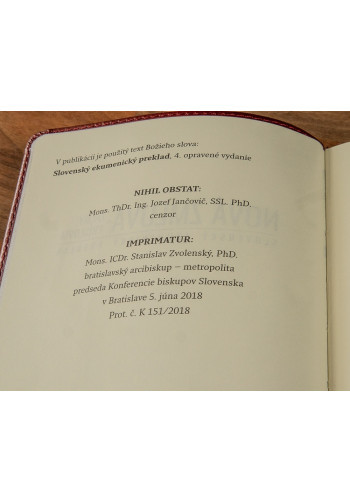 V publikácii je použitý text Božieho slova:
Slovenský ekumenický preklad, 4. opravené vydanie
NIHIL OBSTAT:
Mons. ThDr. Ing. Jozef Jančovič, SSL. PhD.
cenzor
IMPRIMATUR:
Mons. ICDr. Stanislav Zvolenský, PhD.
bratislavský arcibiskup – metropolita
predseda Konferencie biskupov Slovenska
v Bratislave 5. júna 2018
Prot. č. K 151/2018